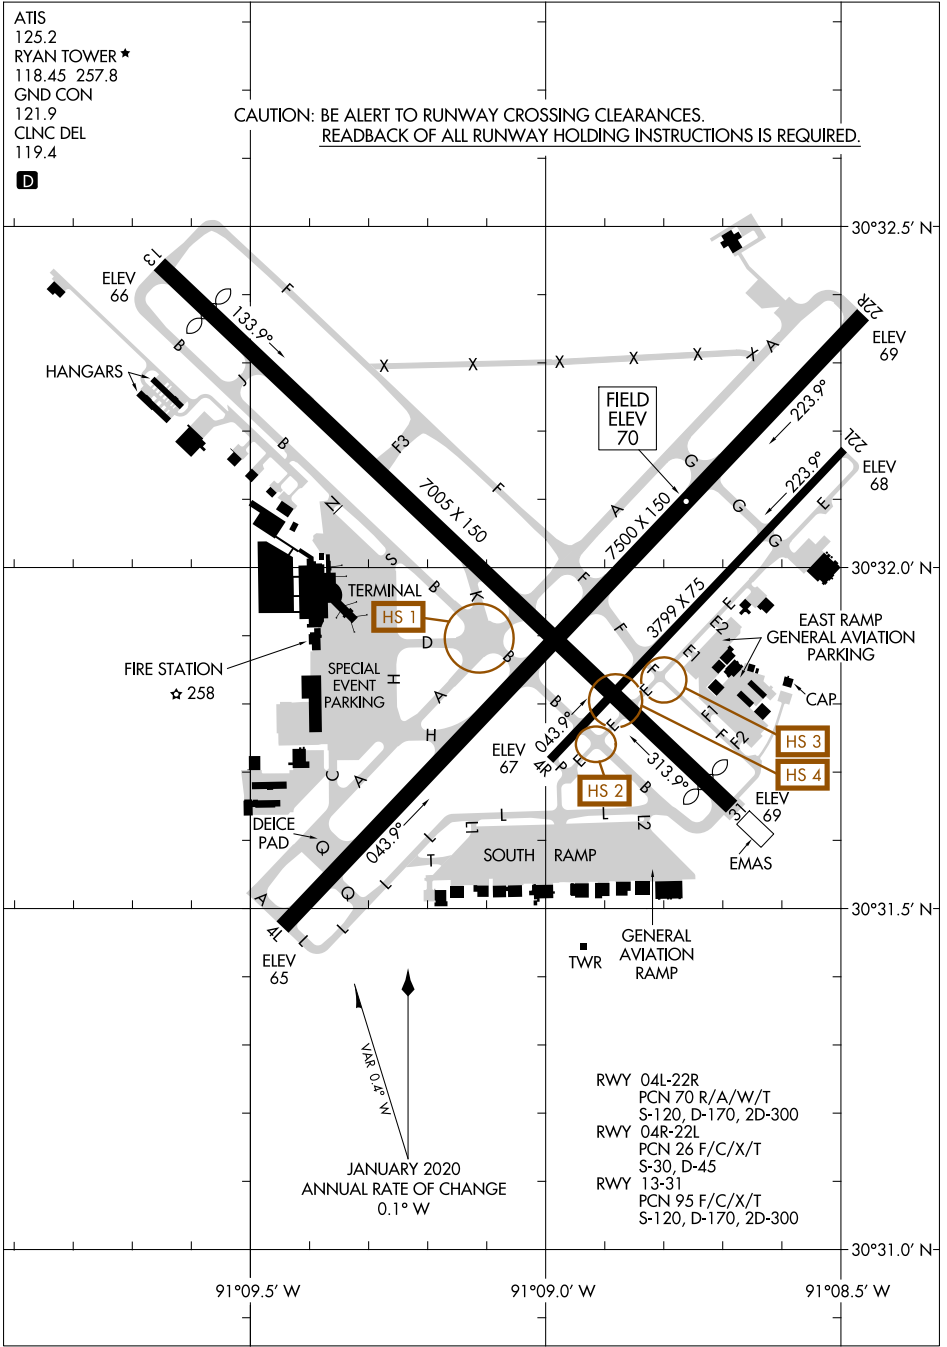 ATIS
125.2
RYAN TOWER ★
118.45 257.8
GND CON
121.9
CLNC DEL
119.4
D
CAUTION: BE ALERT TO RUNWAY CROSSING CLEARANCES.
READBACK OF ALL RUNWAY HOLDING INSTRUCTIONS IS REQUIRED.
30°32.5' N
13
ELEV
66
F
133.9°
B
J
B
HANGARS
X
X
X
X
X
X
A
22R
ELEV
69
FIELD
ELEV
70
223.9°
22L
ELEV
68
F3
F
7005 X 150
A
G
G
G
7500 X 150
223.9°
E
N1
S
B
K
F
30°32.0' N
TERMINAL
HS 1
D
B
F
3799 X 75
E
E2
E1
EAST RAMP
GENERAL AVIATION
PARKING
FIRE STATION
☆ 258
SPECIAL
EVENT
PARKING
H
A
H
B
F
E
E
F1
F
F2
CAP
HS 3
HS 4
HS 2
ELEV
67
043.9°
4R
P
E
313.9°
B
31
ELEV
69
EMAS
C
A
043.9°
DEICE
PAD
Q
Q
L
T
L
L1
L
L
L2
SOUTH RAMP
A
4L
L
L
ELEV
65
30°31.5' N
TWR
GENERAL
AVIATION
RAMP
VAR 0.4° W
JANUARY 2020
ANNUAL RATE OF CHANGE
0.1° W
RWY 04L-22R
PCN 70 R/A/W/T
S-120, D-170, 2D-300
RWY 04R-22L
PCN 26 F/C/X/T
S-30, D-45
RWY 13-31
PCN 95 F/C/X/T
S-120, D-170, 2D-300
30°31.0' N
91°09.5' W
91°09.0' W
91°08.5' W